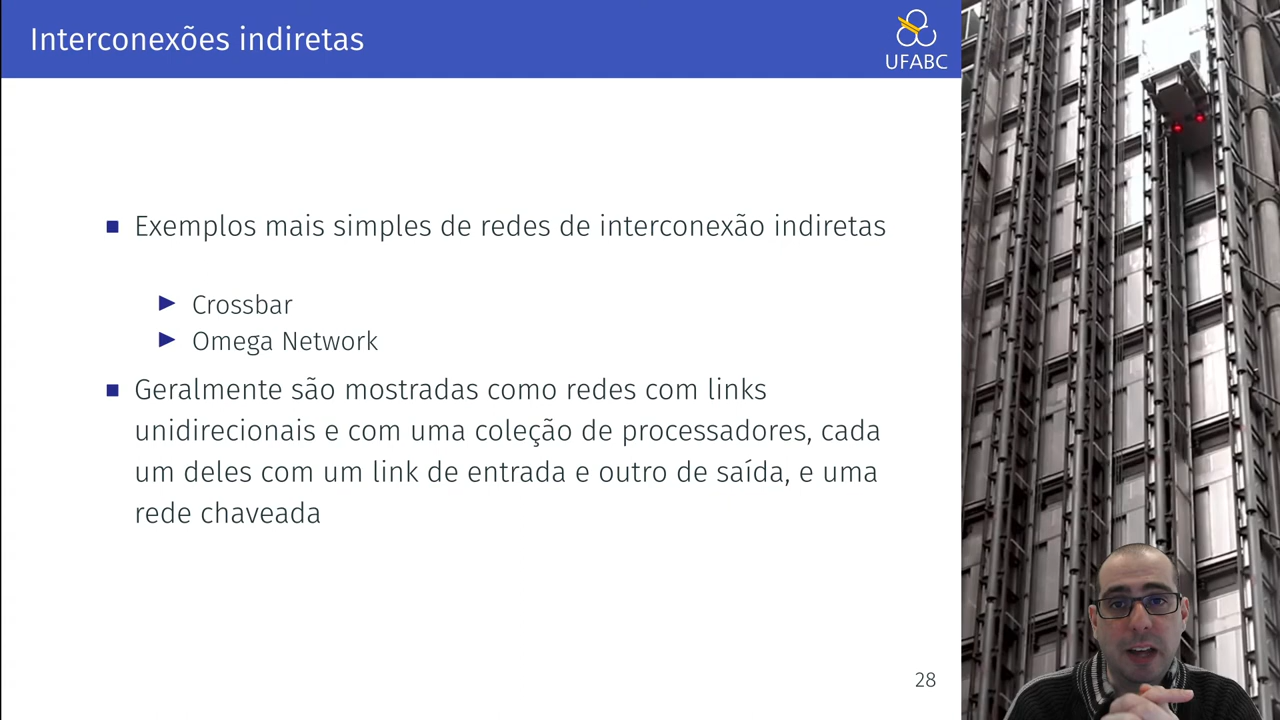 Interconexões indiretas
UFABC
Exemplos mais simples de redes de interconexão indiretas
Crossbar
Omega Network
Geralmente são mostradas como redes com links
unidirecionais e com uma coleção de processadores, cada
um deles com um link de entrada e outro de saída, e uma
rede chaveada
28